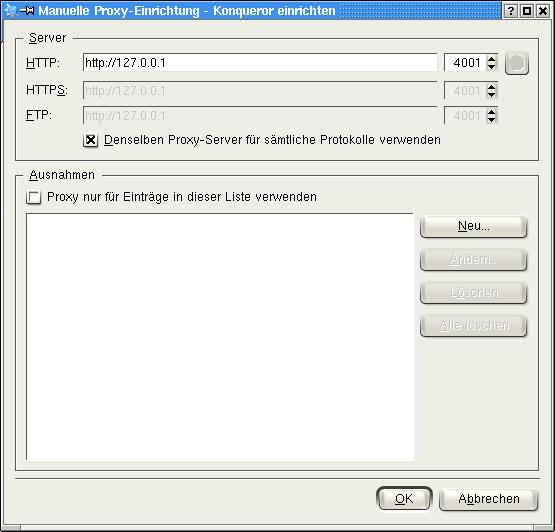 Manuelle Proxy-Einrichtung - Konqueror einrichten
Server
HTTP: http://127.0.0.1 4001
HTTPS: http://127.0.0.1 4001
FTP: http://127.0.0.1 4001
Denselben Proxy-Server für sämtliche Protokolle verwenden
Ausnahmen
Proxy nur für Einträge in dieser Liste verwenden
Neu...
Ändern...
Löschen
Alle löschen
OK Abbrechen